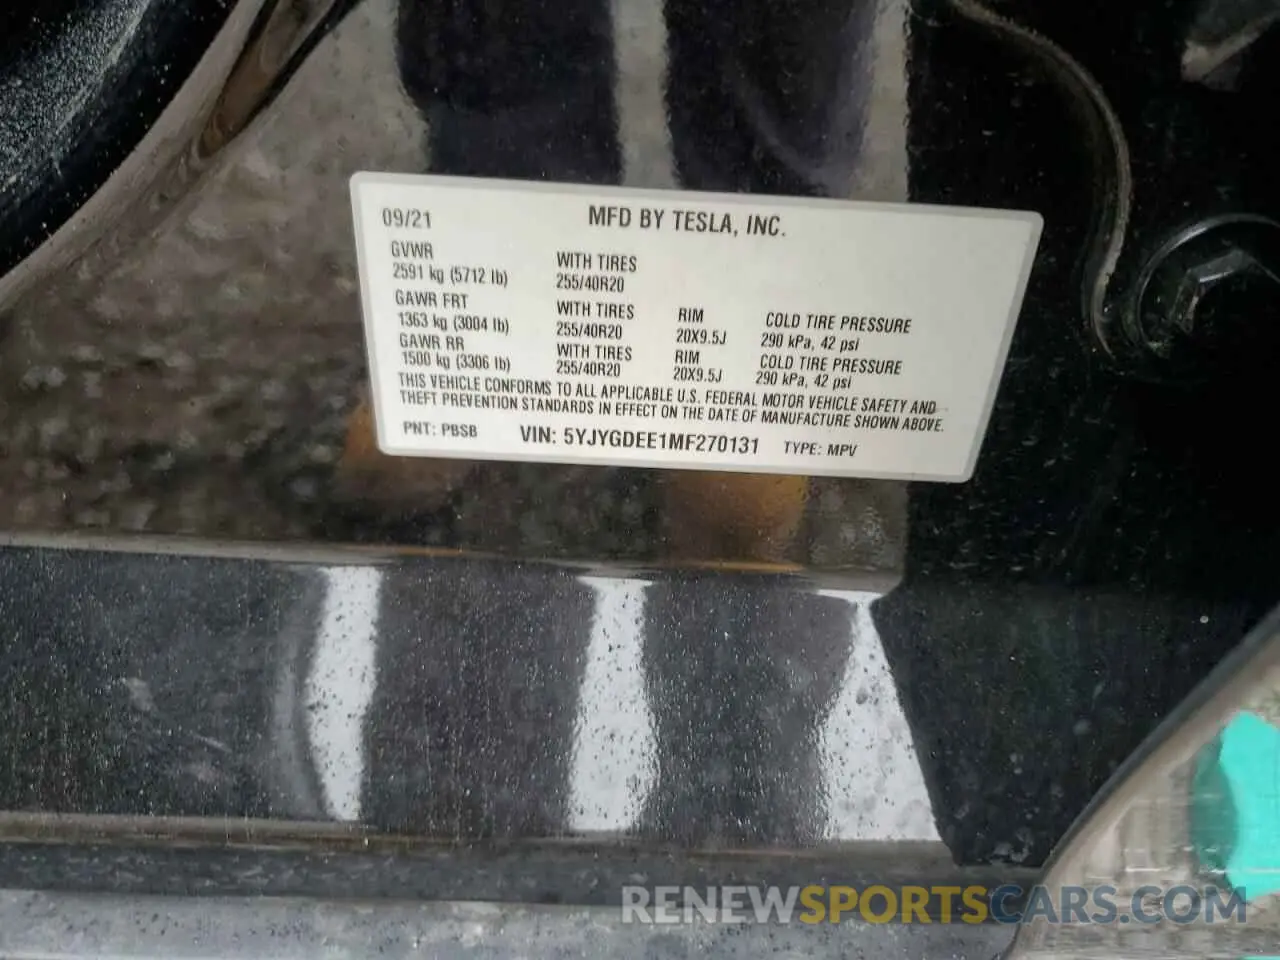 09/21 MFD BY TESLA, INC.
GVWR WITH TIRES
2591 kg (5712 lb) 255/40R20
GAWR FRT WITH TIRES RIM COLD TIRE PRESSURE
1363 kg (3004 lb) 255/40R20 20X9.5J 290 kPa, 42 psi
GAWR RR WITH TIRES RIM COLD TIRE PRESSURE
1500 kg (3306 lb) 255/40R20 20X9.5J 290 kPa, 42 psi
THIS VEHICLE CONFORMS TO ALL APPLICABLE U.S. FEDERAL MOTOR VEHICLE SAFETY AND
THEFT PREVENTION STANDARDS IN EFFECT ON THE DATE OF MANUFACTURE SHOWN ABOVE.
PNT: PBSB VIN: 5YJYGDEE1MF270131 TYPE: MPV
RENEWSPORTSCARS.COM